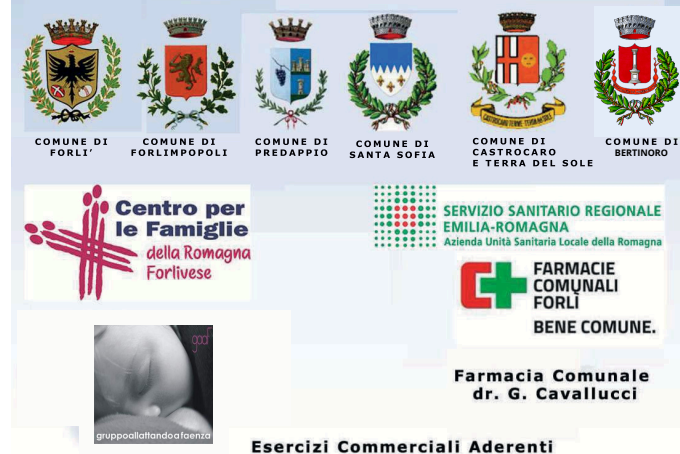 COMUNE DI
FORLI'
COMUNE DI
FORLIMPOPOLI
COMUNE DI
PREDAPPIO
COMUNE DI
SANTA SOFIA
COMUNE DI
CASTROCARO
E TERRA DEL SOLE
COMUNE DI
BERTINORO
Centro per
le Famiglie
della Romagna
Forlivese
SERVIZIO SANITARIO REGIONALE
EMILIA-ROMAGNA
Azienda Unità Sanitaria Locale della Romagna
FARMACIE
COMUNALI
FORLÌ
BENE COMUNE.
gaaf
gruppoallattandoafaenza
Farmacia Comunale
dr. G. Cavallucci
Esercizi Commerciali Aderenti